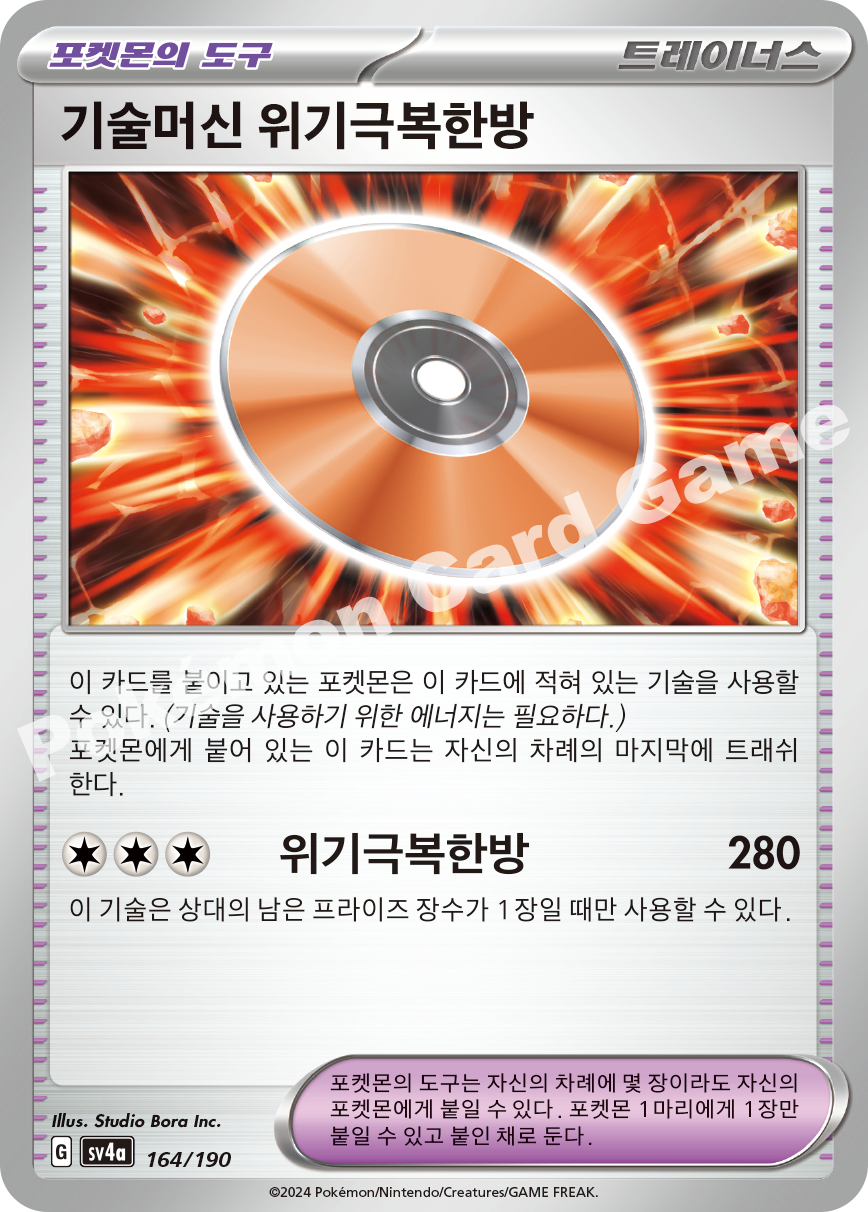 포켓몬의 도구
트레이너스
기술머신 위기극복한방
Pokémon Card Game
이 카드를 붙이고 있는 포켓몬은 이 카드에 적혀 있는 기술을 사용할
수 있다. (기술을 사용하기 위한 에너지는 필요하다.)
포켓몬에게 붙어 있는 이 카드는 자신의 차례의 마지막에 트래쉬
한다.
위기극복한방 280
이 기술은 상대의 남은 프라이즈 장수가 1장일 때만 사용할 수 있다.
포켓몬의 도구는 자신의 차례에 몇 장이라도 자신의
포켓몬에게 붙일 수 있다. 포켓몬 1마리에게 1장만
붙일 수 있고 붙인 채로 둔다.
Illus. Studio Bora Inc.
G sv4a 164/190
©2024 Pokémon/Nintendo/Creatures/GAME FREAK.